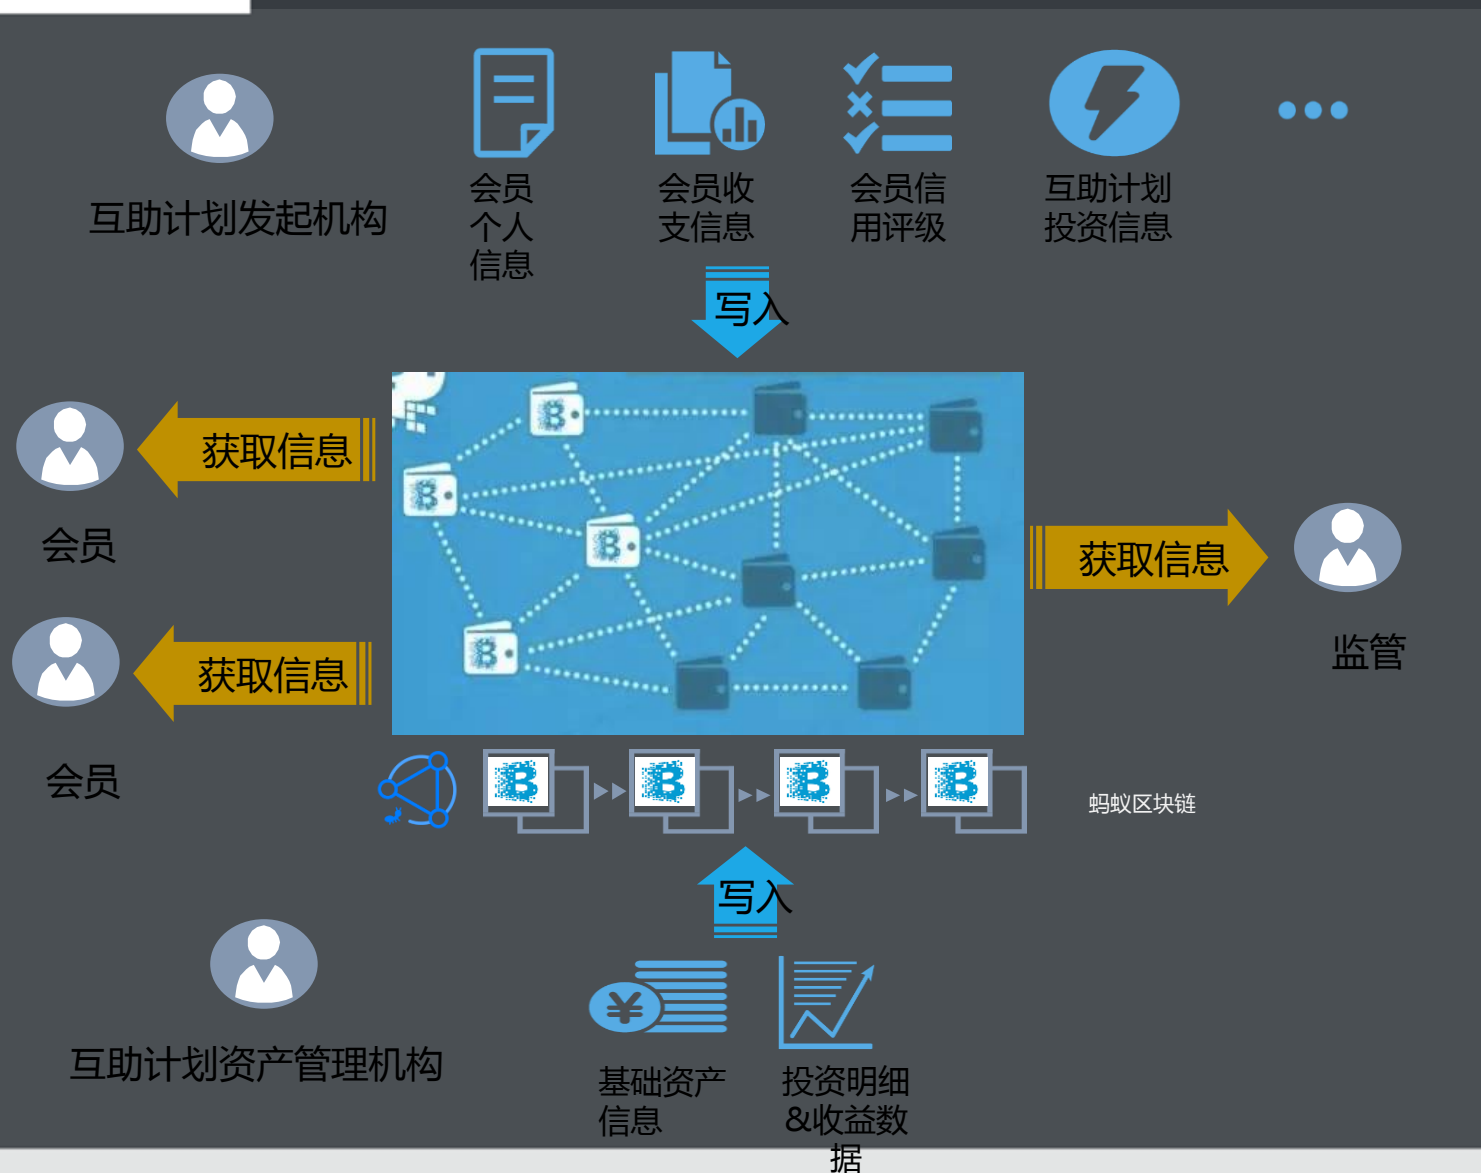 互助计划发起机构
会员
个人
信息
会员收
支信息
会员信
用评级
互助计划
投资信息
写入
获取信息
会员
获取信息
监管
获取信息
会员
蚂蚁区块链
写入
互助计划资产管理机构
基础资产
信息
投资明细
&收益数
据